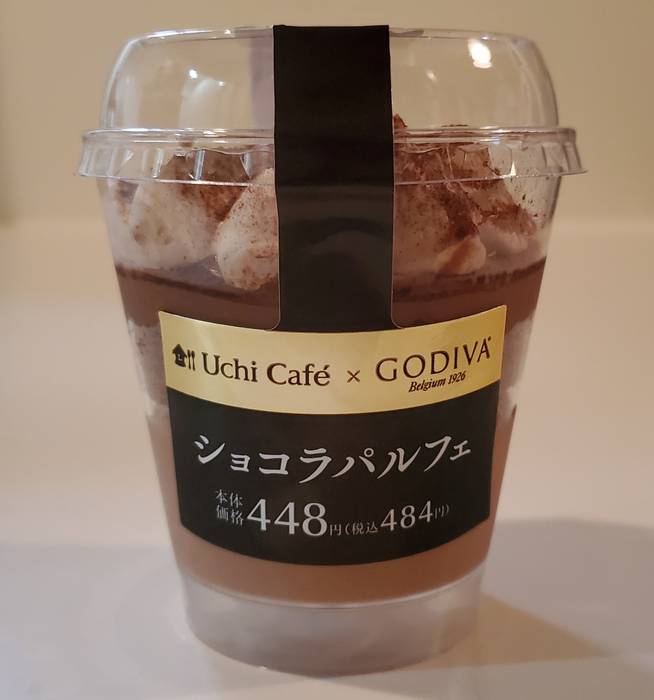 Uchi Café × GODIVA
Belgium 1926
ショコラパルフェ
本体価格448円(税込484円)